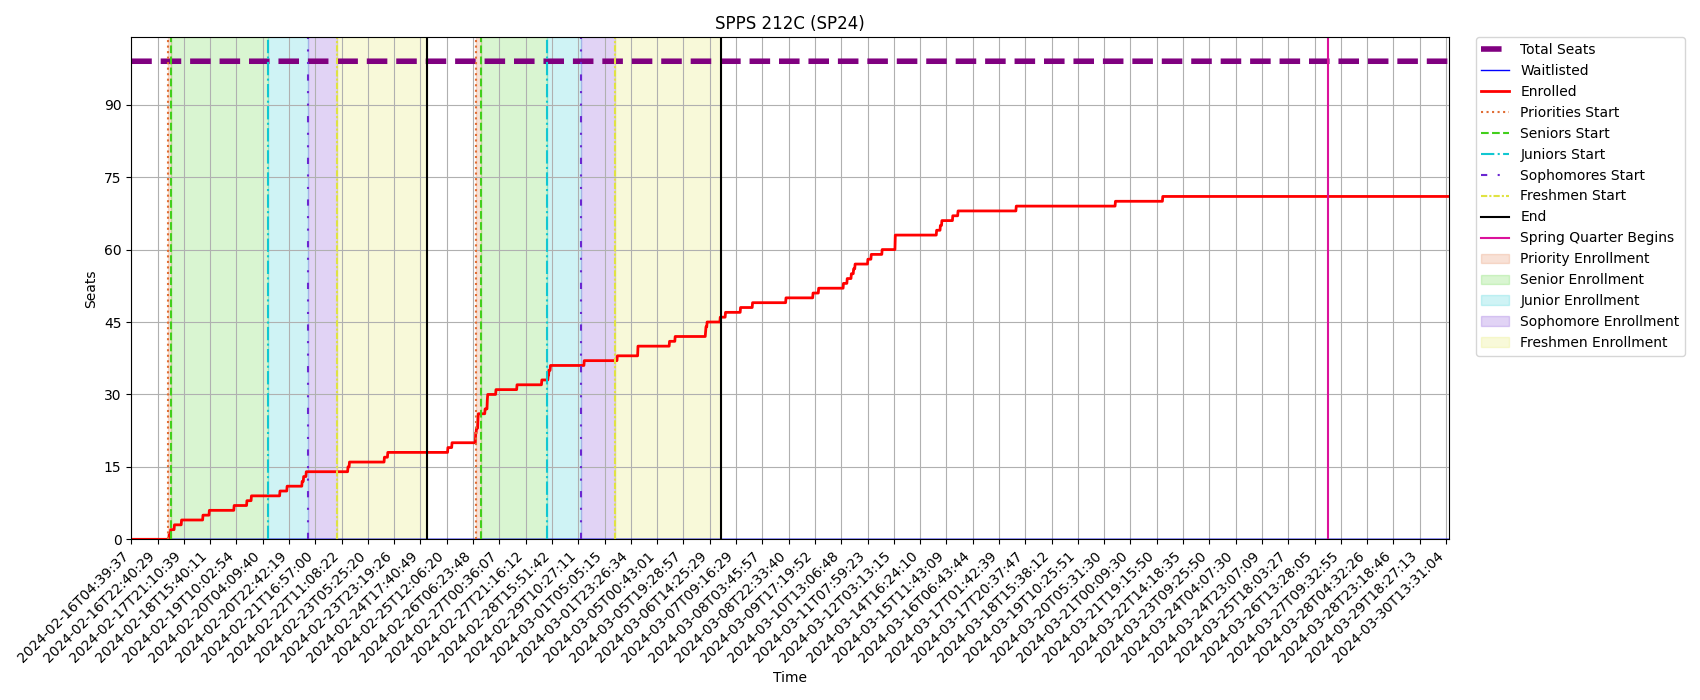 SPPS 212C (SP24)
Seats
90
75
60
45
30
15
0
2024-02-16T04:39:37
2024-02-16T22:40:29
2024-02-17T21:10:39
2024-02-18T15:40:11
2024-02-19T10:02:54
2024-02-20T04:09:40
2024-02-20T22:42:19
2024-02-21T16:57:00
2024-02-22T11:08:22
2024-02-23T05:25:20
2024-02-23T23:19:26
2024-02-24T17:40:49
2024-02-25T12:06:20
2024-02-26T06:23:48
2024-02-27T00:36:07
2024-02-27T21:16:12
2024-02-28T15:51:42
2024-02-29T10:27:11
2024-03-01T05:05:15
2024-03-01T23:26:34
2024-03-05T00:43:01
2024-03-05T19:28:57
2024-03-06T14:25:29
2024-03-07T09:16:29
2024-03-08T03:45:57
2024-03-08T22:33:40
2024-03-09T17:19:52
2024-03-10T13:06:48
2024-03-11T07:59:23
2024-03-12T03:13:15
2024-03-14T16:24:10
2024-03-15T11:43:09
2024-03-16T06:43:44
2024-03-17T01:42:39
2024-03-17T20:37:47
2024-03-18T15:38:12
2024-03-19T10:25:51
2024-03-20T05:31:30
2024-03-21T00:09:30
2024-03-21T19:15:50
2024-03-22T14:18:35
2024-03-23T09:25:50
2024-03-24T04:07:30
2024-03-24T23:07:09
2024-03-25T18:03:27
2024-03-26T13:28:05
2024-03-27T09:32:55
2024-03-28T04:32:26
2024-03-28T23:18:46
2024-03-29T18:27:13
2024-03-30T13:31:04
Time
Total Seats
Waitlisted
Enrolled
Priorities Start
Seniors Start
Juniors Start
Sophomores Start
Freshmen Start
End
Spring Quarter Begins
Priority Enrollment
Senior Enrollment
Junior Enrollment
Sophomore Enrollment
Freshmen Enrollment